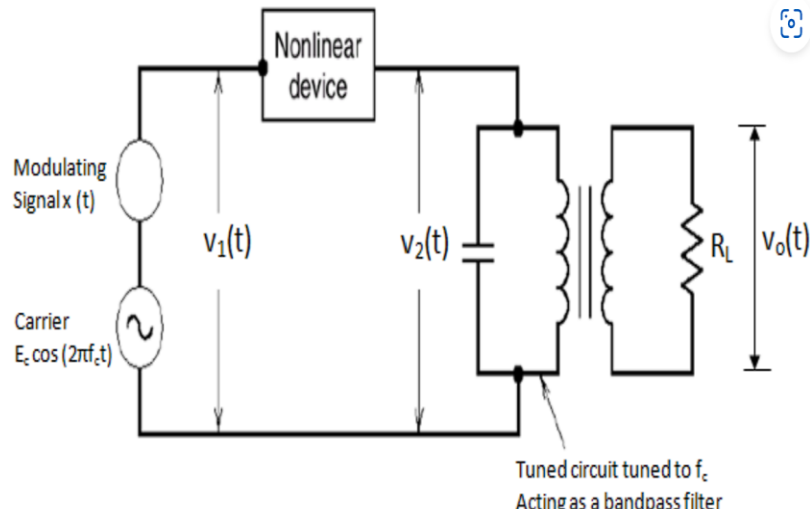 Nonlinear
device
Modulating
Signal x (t)
v₁(t)
v₂(t)
R_L
vₒ(t)
Carrier
E_c cos (2πf_ct)
Tuned circuit tuned to f_c
Acting as a bandpass filter